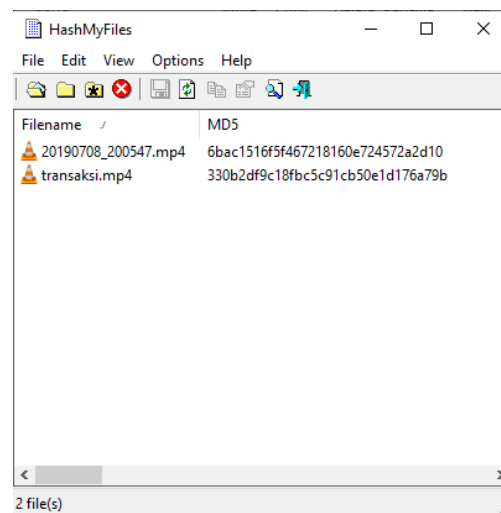 HashMyFiles
File Edit View Options Help
Filename MD5
20190708_200547.mp4 6bac1516f5f467218160e724572a2d10
transaksi.mp4 330b2df9c18fbc5c91cb50e1d176a79b
2 file(s)